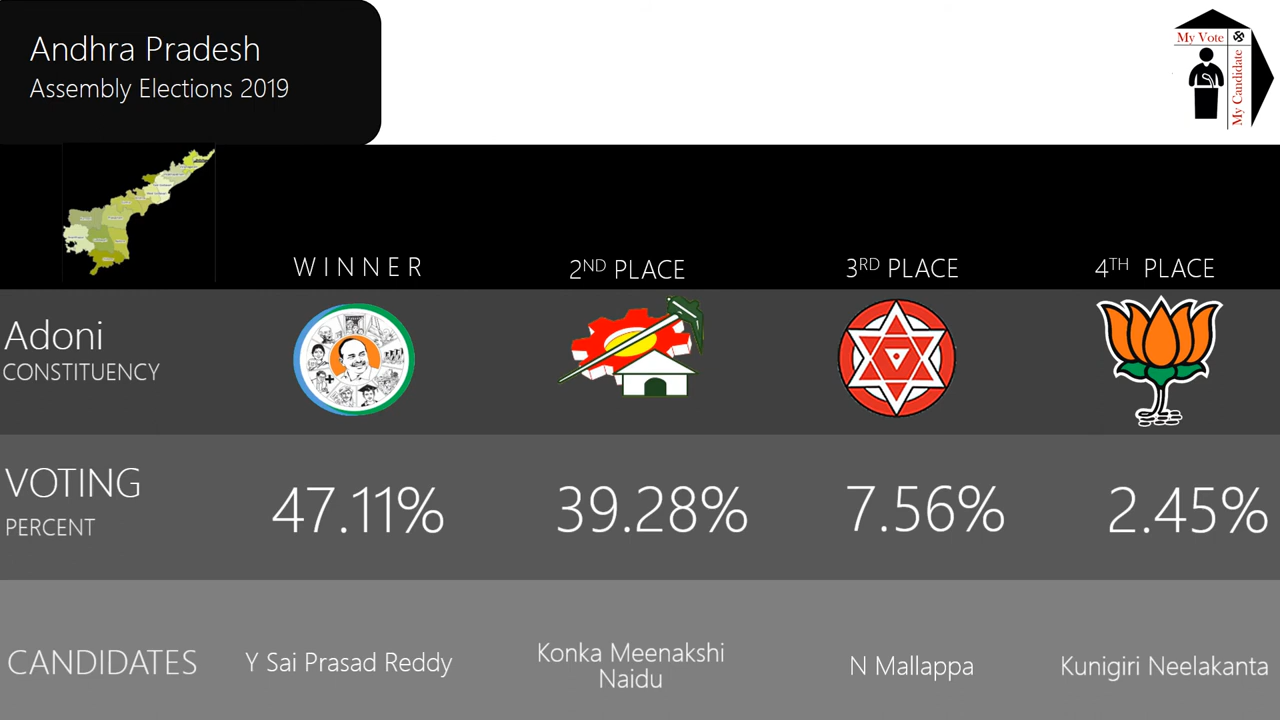 Andhra Pradesh
Assembly Elections 2019
My Vote
My Candidate
WINNER
2ND PLACE
3RD PLACE
4TH PLACE
Adoni
CONSTITUENCY
VOTING
PERCENT
47.11%
39.28%
7.56%
2.45%
CANDIDATES
Y Sai Prasad Reddy
Konka Meenakshi
Naidu
N Mallappa
Kunigiri Neelakanta